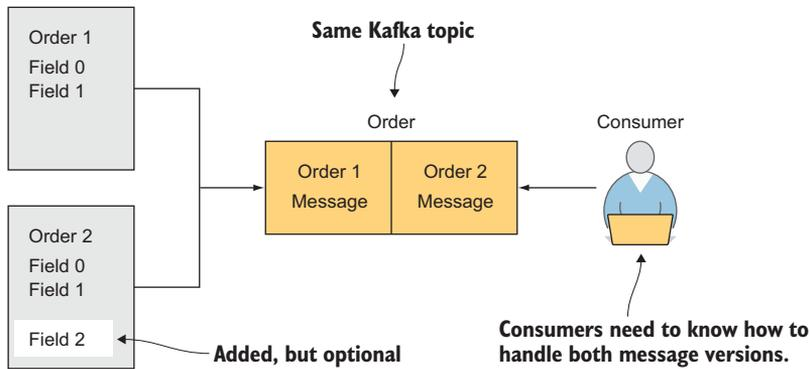 Order 1
Field 0
Field 1
Order 2
Field 0
Field 1
Field 2
Added, but optional
Same Kafka topic
Order
Order 1
Message
Order 2
Message
Consumer
Consumers need to know how to
handle both message versions.